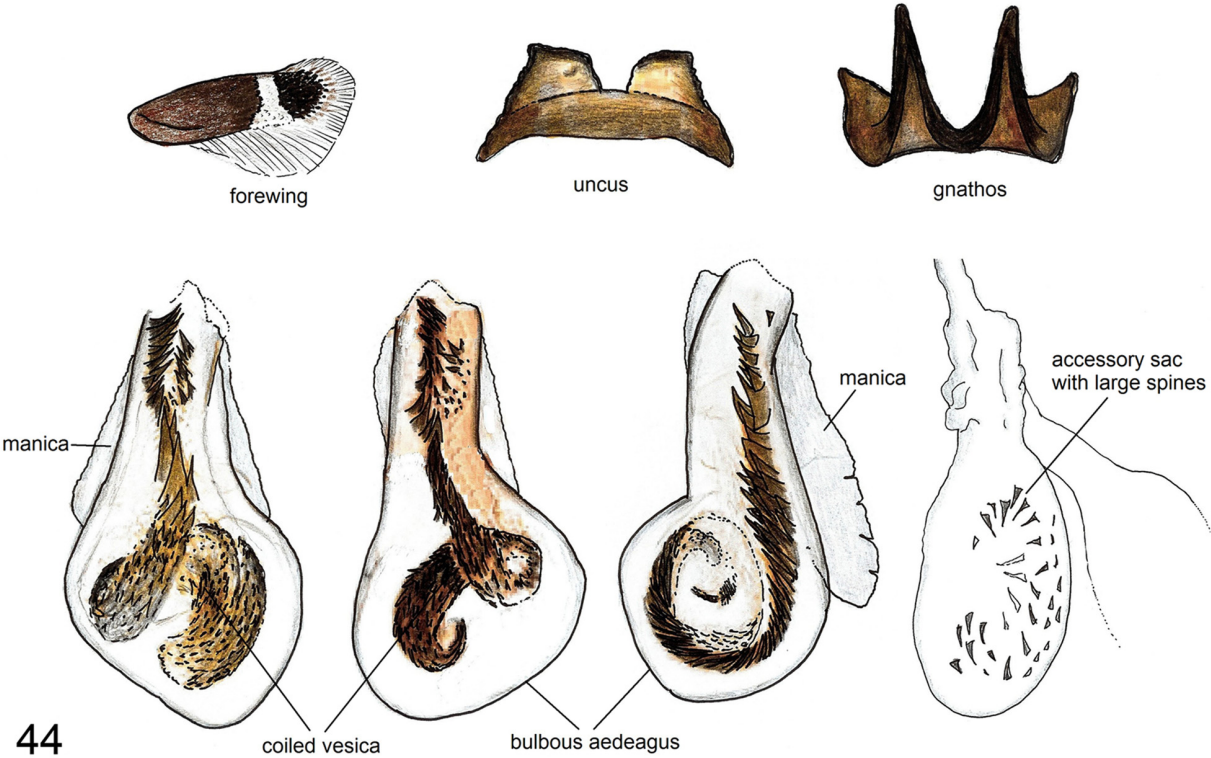 forewing
uncus
gnathos
manica
manica
accessory sac
with large spines
coiled vesica
bulbous aedeagus
44